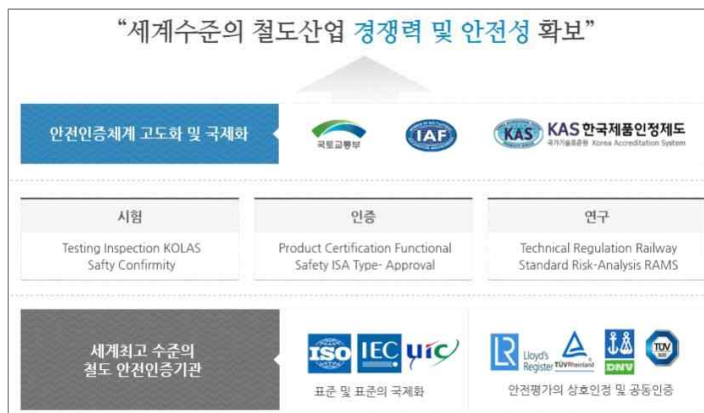 “세계수준의 철도산업 경쟁력 및 안전성 확보”
안전인증체계 고도화 및 국제화
국토교통부
IAF
KAS
KAS 한국제품인정제도
국가기술표준원 Korea Accreditation System
시험
Testing Inspection KOLAS
Safty Confirmity
인증
Product Certification Functional
Safety ISA Type- Approval
연구
Technical Regulation Railway
Standard Risk-Analysis RAMS
세계최고 수준의
철도 안전인증기관
ISO
IEC
uic
표준 및 표준의 국제화
LR
Lloyd's
Register
TÜVRheinland
DNV
TÜV
안전평가의 상호인정 및 공동인증